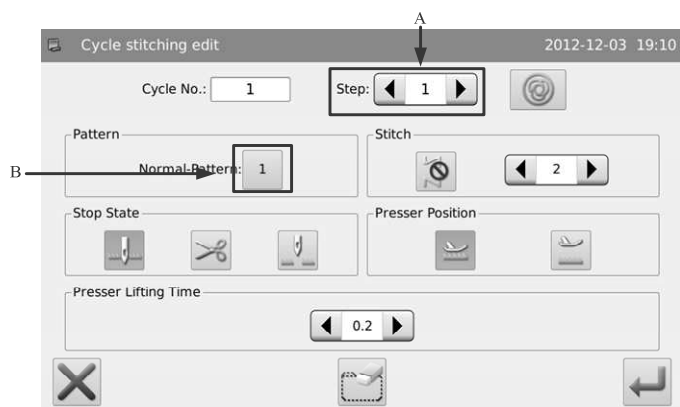 A
Cycle stitching edit 2012-12-03 19:10
Cycle No.: 1 Step: 1
Pattern Stitch
B Normal-Pattern: 1 2
Stop State Presser Position
Presser Lifting Time
0.2